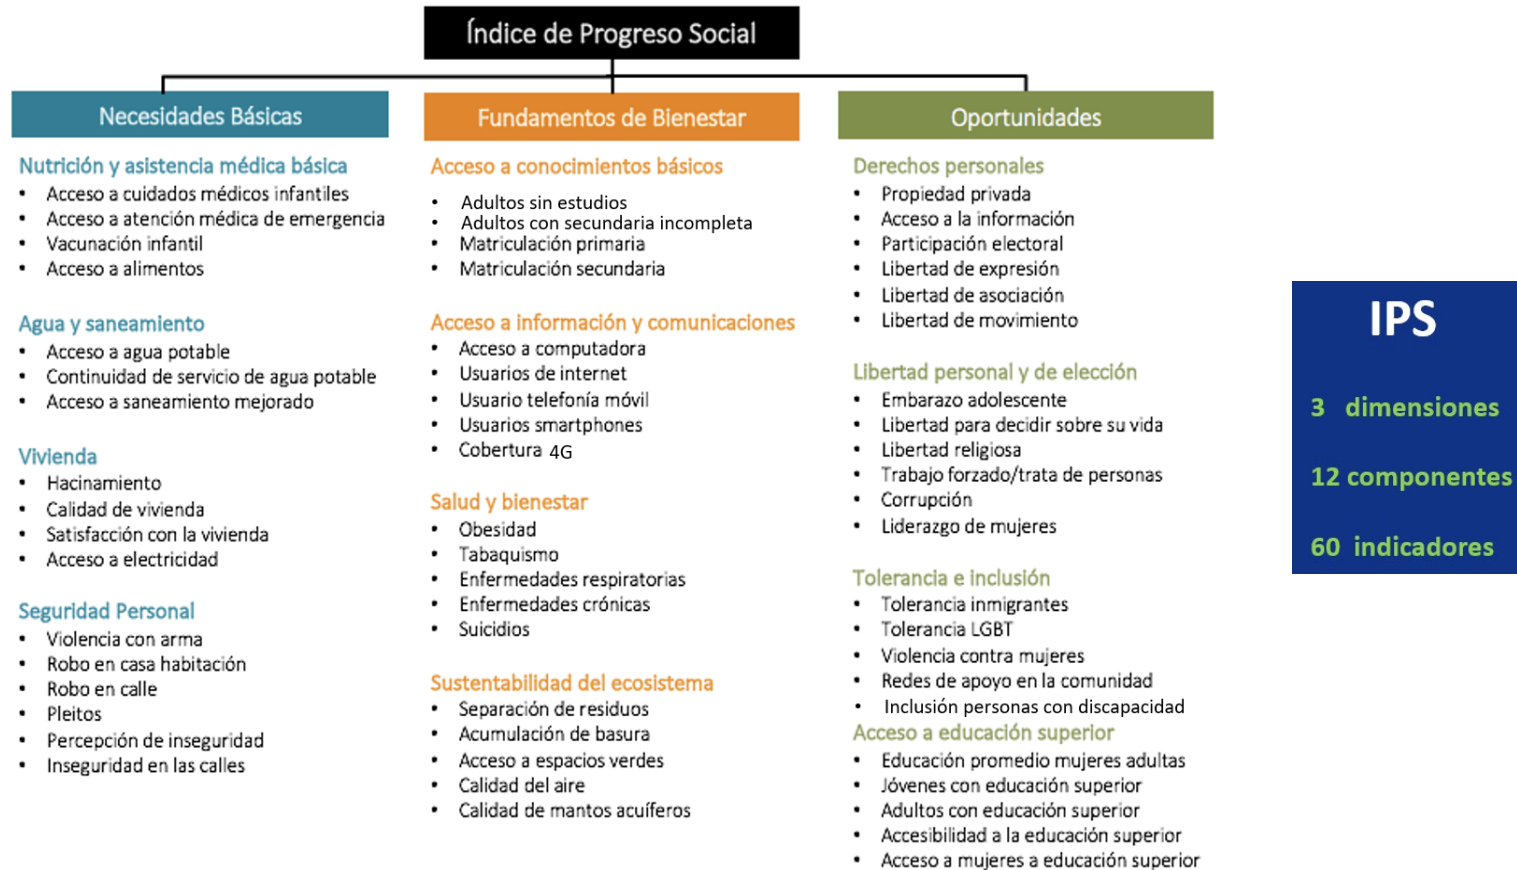 Índice de Progreso Social
Necesidades Básicas
Nutrición y asistencia médica básica
• Acceso a cuidados médicos infantiles
• Acceso a atención médica de emergencia
• Vacunación infantil
• Acceso a alimentos
Agua y saneamiento
• Acceso a agua potable
• Continuidad de servicio de agua potable
• Acceso a saneamiento mejorado
Vivienda
• Hacinamiento
• Calidad de vivienda
• Satisfacción con la vivienda
• Acceso a electricidad
Seguridad Personal
• Violencia con arma
• Robo en casa habitación
• Robo en calle
• Pleitos
• Percepción de inseguridad
• Inseguridad en las calles
Fundamentos de Bienestar
Acceso a conocimientos básicos
• Adultos sin estudios
• Adultos con secundaria incompleta
• Matriculación primaria
• Matriculación secundaria
Acceso a información y comunicaciones
• Acceso a computadora
• Usuarios de internet
• Usuario telefonía móvil
• Usuarios smartphones
• Cobertura 4G
Salud y bienestar
• Obesidad
• Tabaquismo
• Enfermedades respiratorias
• Enfermedades crónicas
• Suicidios
Sustentabilidad del ecosistema
• Separación de residuos
• Acumulación de basura
• Acceso a espacios verdes
• Calidad del aire
• Calidad de mantos acuíferos
Oportunidades
Derechos personales
• Propiedad privada
• Acceso a la información
• Participación electoral
• Libertad de expresión
• Libertad de asociación
• Libertad de movimiento
Libertad personal y de elección
• Embarazo adolescente
• Libertad para decidir sobre su vida
• Libertad religiosa
• Trabajo forzado/trata de personas
• Corrupción
• Liderazgo de mujeres
Tolerancia e inclusión
• Tolerancia inmigrantes
• Tolerancia LGBT
• Violencia contra mujeres
• Redes de apoyo en la comunidad
• Inclusión personas con discapacidad
Acceso a educación superior
• Educación promedio mujeres adultas
• Jóvenes con educación superior
• Adultos con educación superior
• Accesibilidad a la educación superior
• Acceso a mujeres a educación superior
IPS
3 dimensiones
12 componentes
60 indicadores